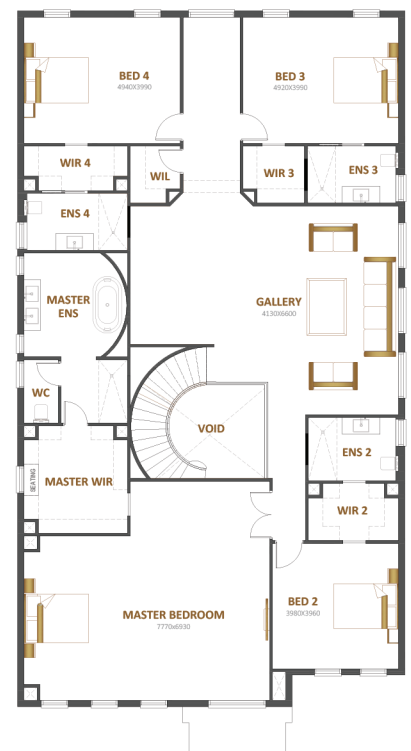 BED 4
4940X3990
BED 3
4920X3990
WIR 4
WIL
WIR 3
ENS 3
ENS 4
MASTER
ENS
GALLERY
4130X6600
WC
VOID
ENS 2
SEATING
MASTER WIR
WIR 2
MASTER BEDROOM
7770x6930
BED 2
3980X3960